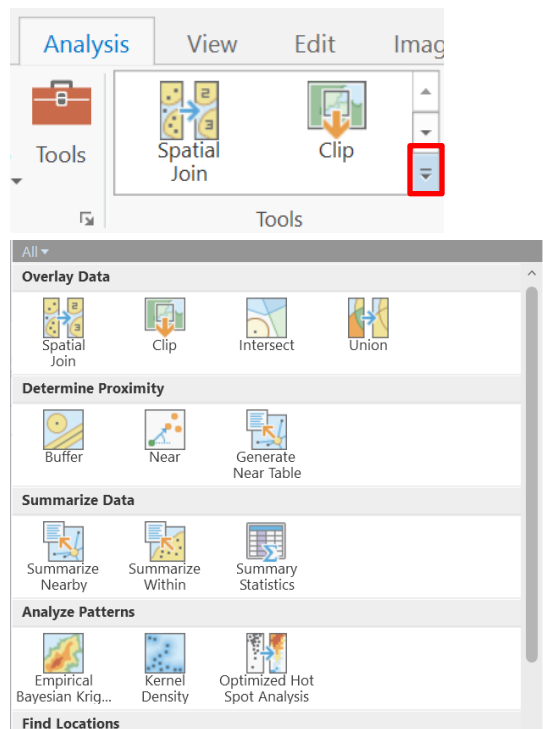 Analysis View Edit Imag
Tools
Spatial
Join
Clip
Tools
All
Overlay Data
Spatial
Join
Clip
Intersect
Union
Determine Proximity
Buffer
Near
Generate
Near Table
Summarize Data
Summarize
Nearby
Summarize
Within
Summary
Statistics
Analyze Patterns
Empirical
Bayesian Krig...
Kernel
Density
Optimized Hot
Spot Analysis
Find Locations